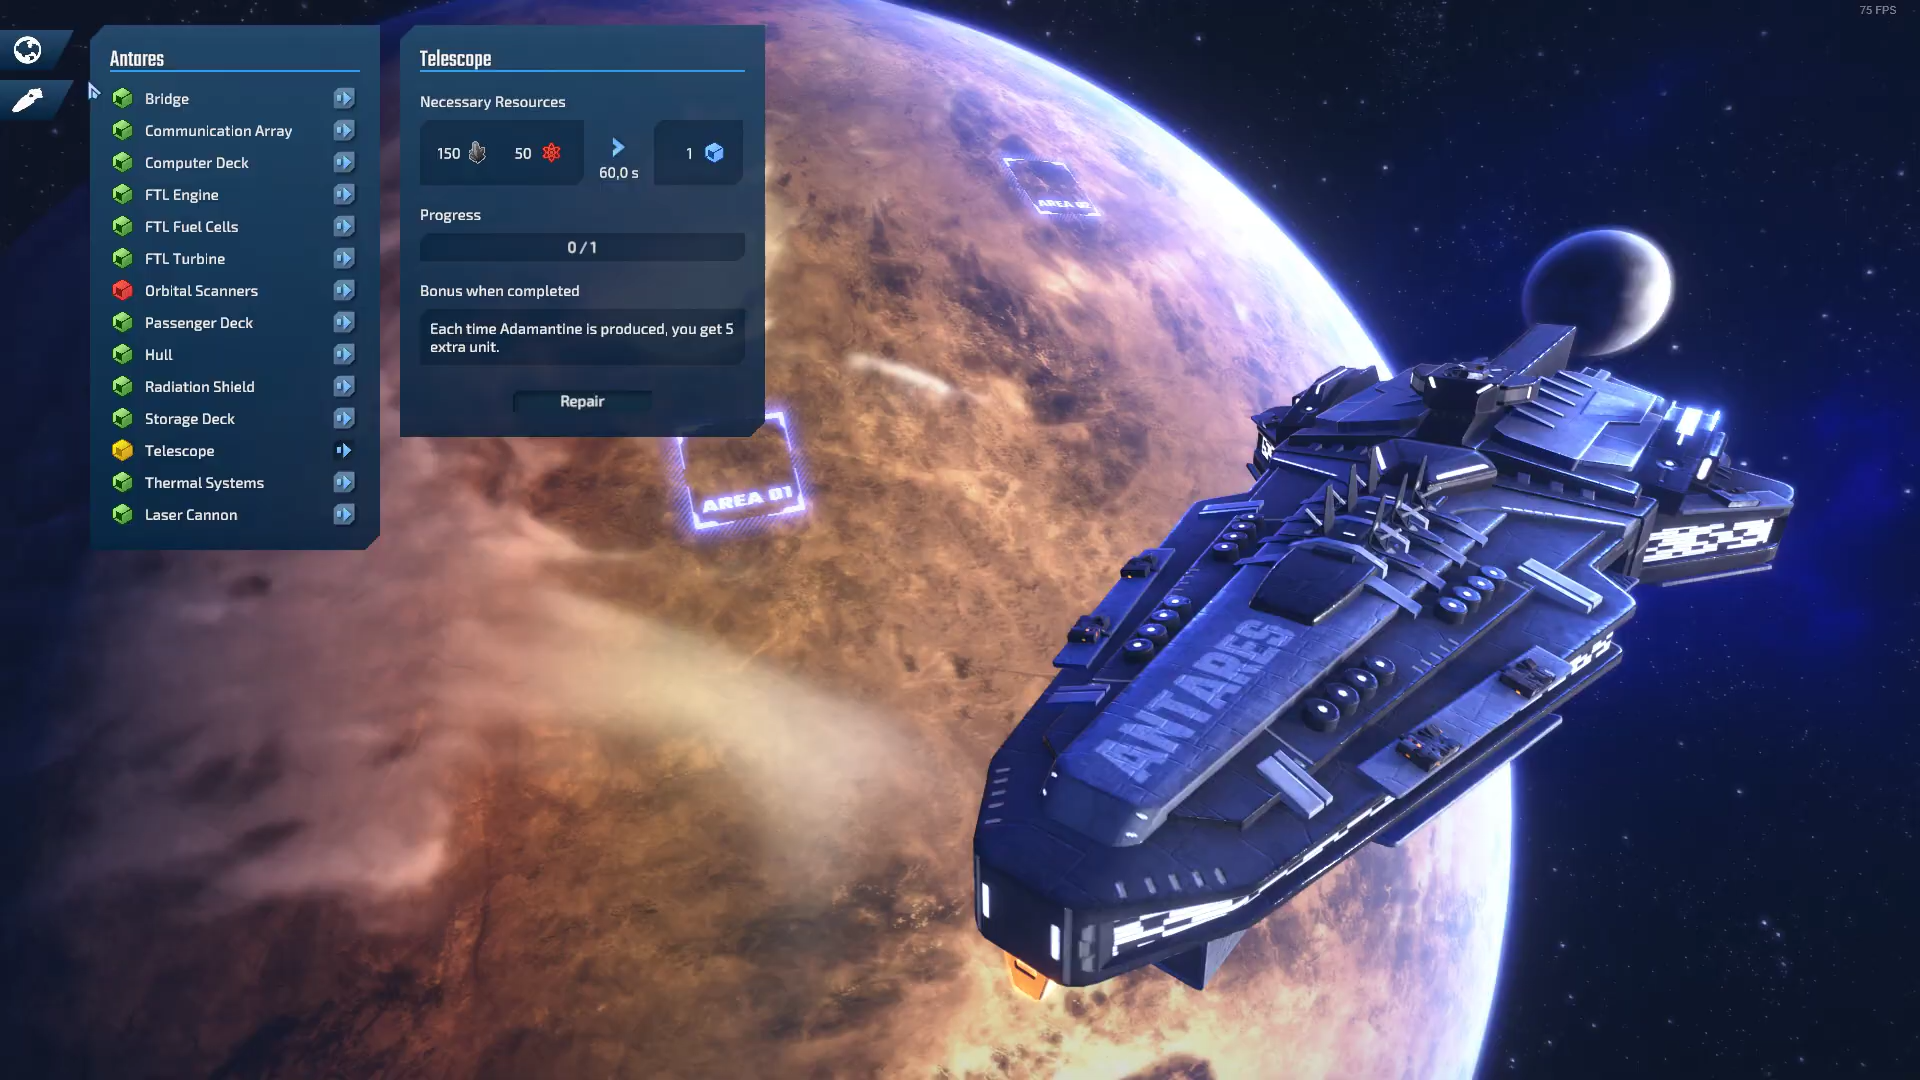 75 FPS
Antares
Bridge
Communication Array
Computer Deck
FTL Engine
FTL Fuel Cells
FTL Turbine
Orbital Scanners
Passenger Deck
Hull
Radiation Shield
Storage Deck
Telescope
Thermal Systems
Laser Cannon
Telescope
Necessary Resources
150 50 1
60,0 s
Progress
0 / 1
Bonus when completed
Each time Adamantine is produced, you get 5
extra unit.
Repair
AREA 02
AREA 01
ANTARES